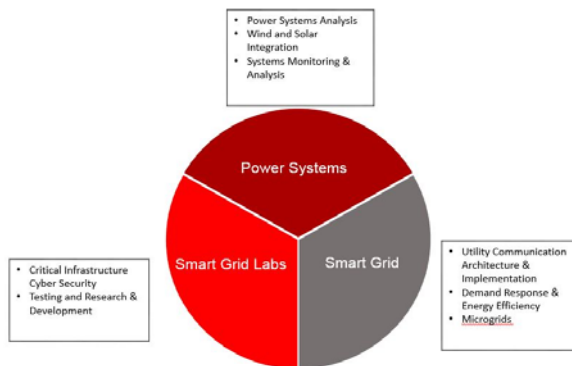 • Power Systems Analysis
• Wind and Solar
Integration
• Systems Monitoring &
Analysis
Power Systems
Smart Grid Labs
Smart Grid
• Critical Infrastructure
Cyber Security
• Testing and Research &
Development
• Utility Communication
Architecture &
Implementation
• Demand Response &
Energy Efficiency
• Microgrids